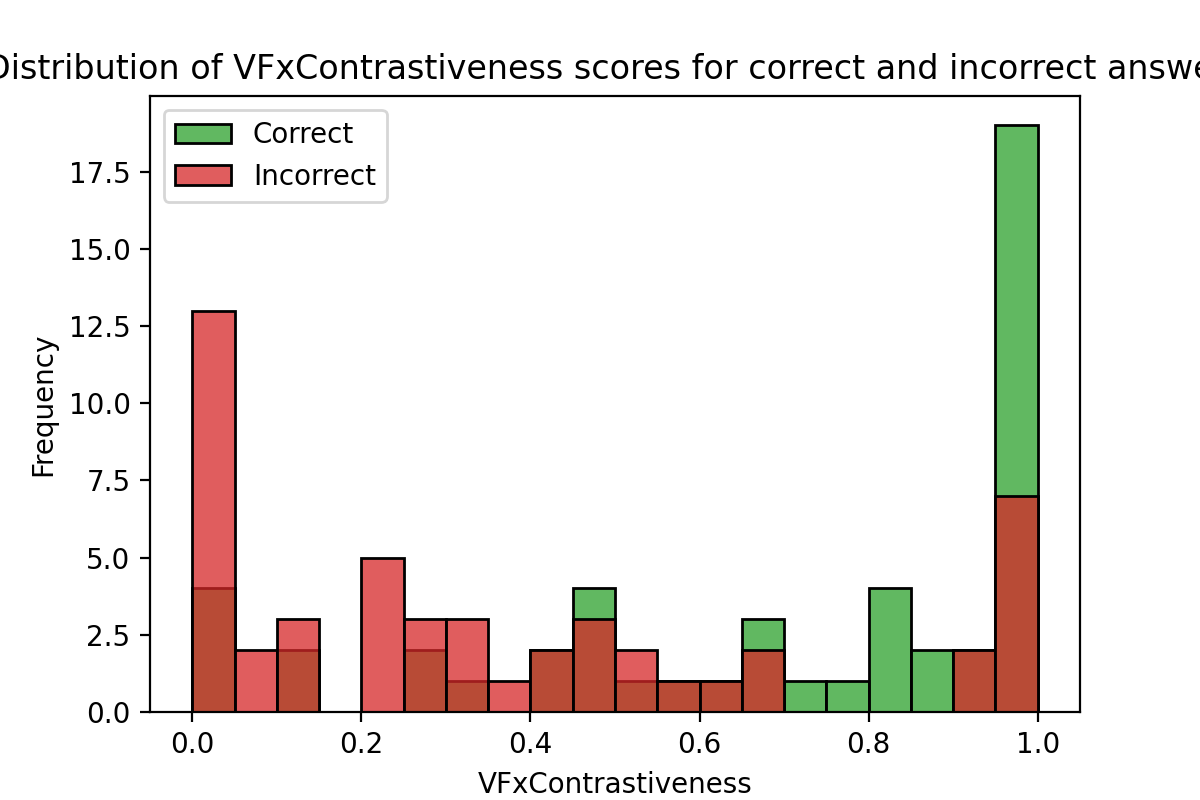 Distribution of VFxContrastiveness scores for correct and incorrect answe
Correct
Incorrect
Frequency
17.5
15.0
12.5
10.0
7.5
5.0
2.5
0.0
0.0 0.2 0.4 0.6 0.8 1.0
VFxContrastiveness